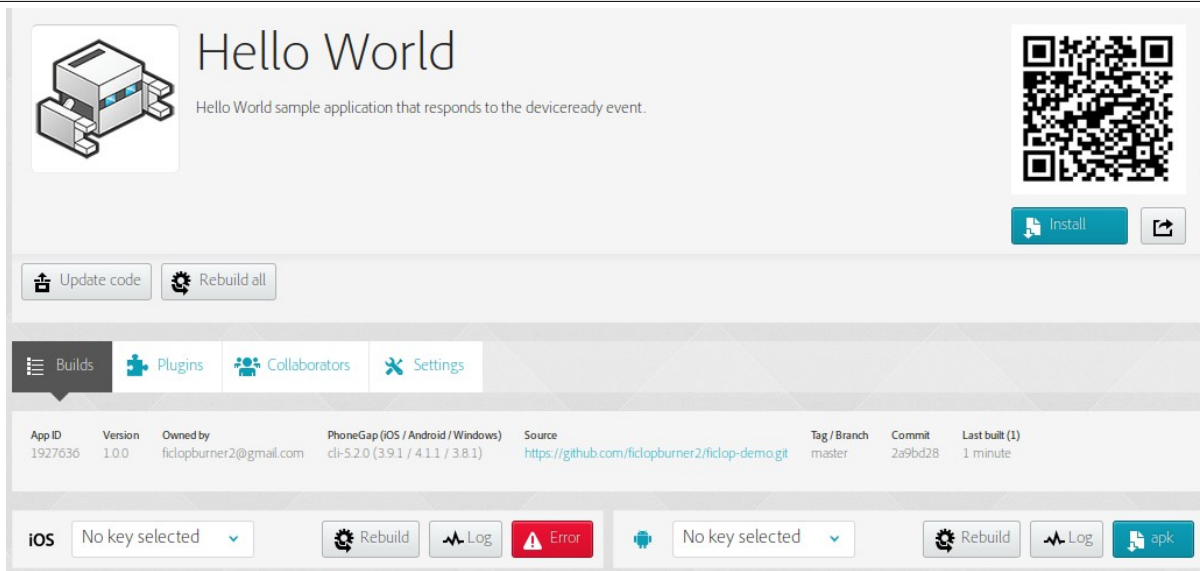 Hello World
Hello World sample application that responds to the deviceready event.
Install
Update code Rebuild all
Builds Plugins Collaborators Settings
App ID Version Owned by PhoneGap (iOS / Android / Windows) Source Tag / Branch Commit Last built (1)
1927636 1.0.0 ficlopburner2@gmail.com cli-5.2.0 (3.9.1 / 4.1.1 / 3.8.1) https://github.com/ficlopburner2/ficlop-demo.git master 2a9bd28 1 minute
iOS No key selected Rebuild Log Error No key selected Rebuild Log apk